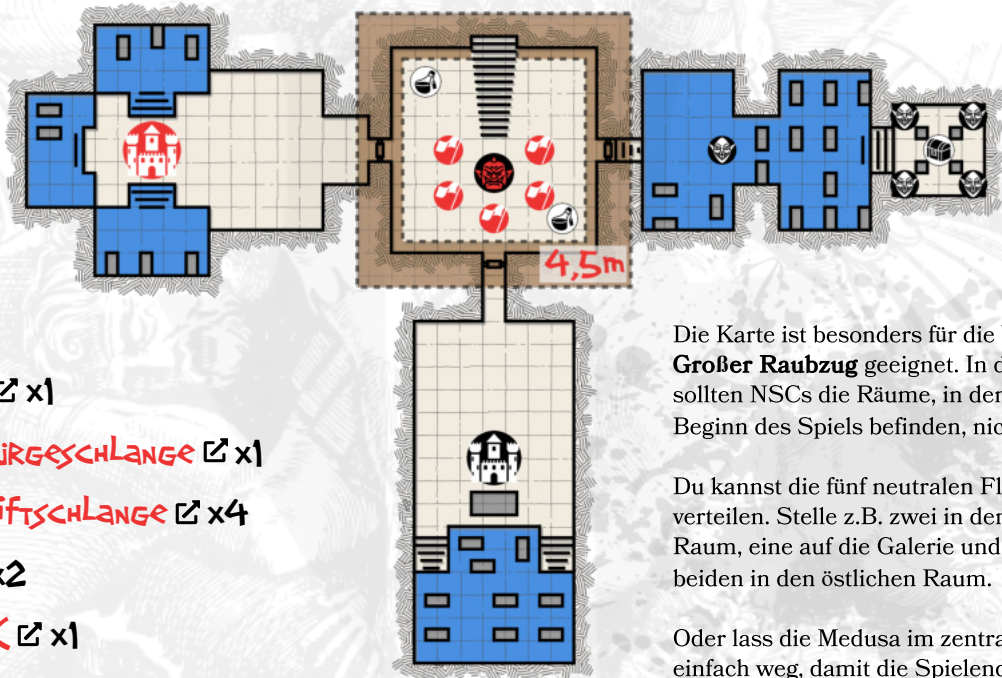 4,5m
x1
ürgeschlange x1
iftschlange x4
x2
x1
Die Karte ist besonders für die
Großer Raubzug geeignet. In d
sollten NSCs die Räume, in der
Beginn des Spiels befinden, nic
Du kannst die fünf neutralen Fl
verteilen. Stelle z.B. zwei in der
Raum, eine auf die Galerie und
beiden in den östlichen Raum.
Oder lass die Medusa im zentra
einfach weg, damit die Spielend